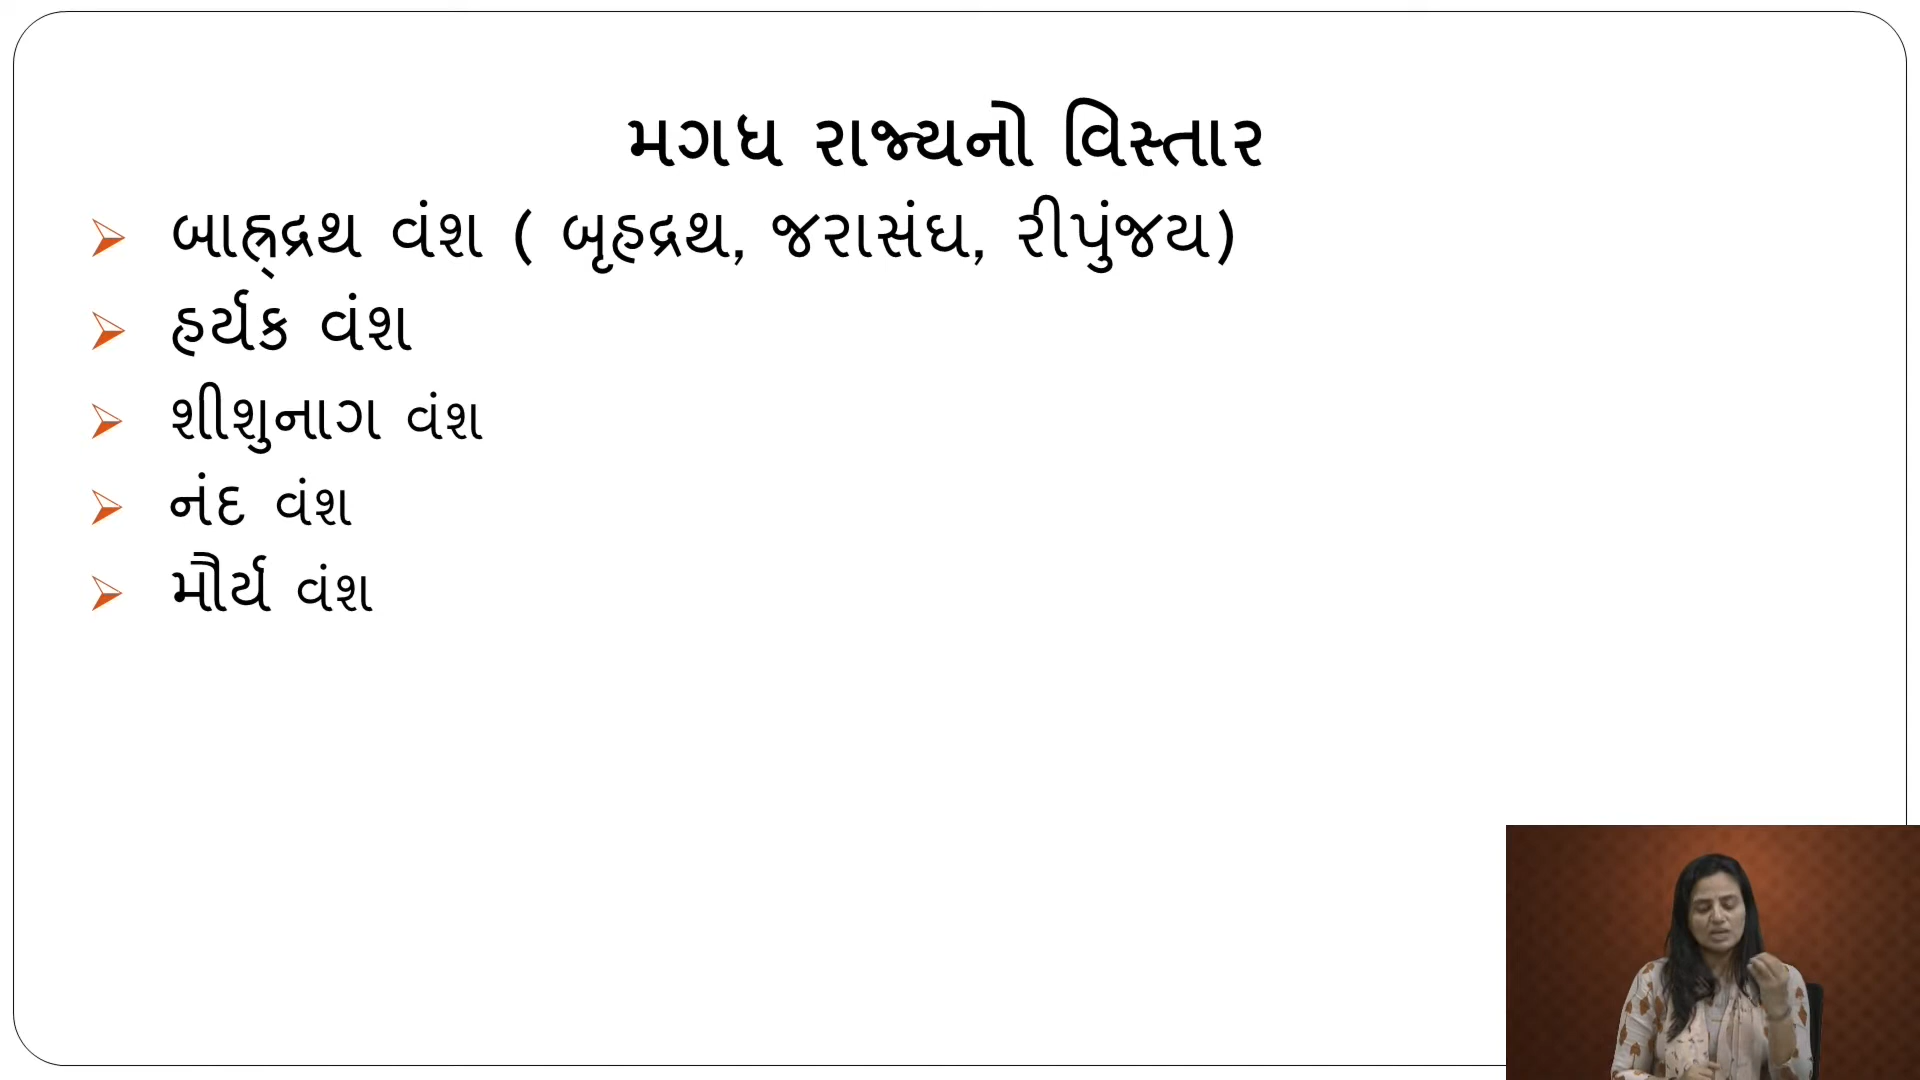 મગધ રાજ્યનો વિસ્તાર
બાહ્ર્દ્રથ વંશ ( બૃહદ્રથ, જરાસંઘ, રીપુંજય)
હર્યક વંશ
શીશુનાગ વંશ
નંદ વંશ
મૌર્ય વંશ